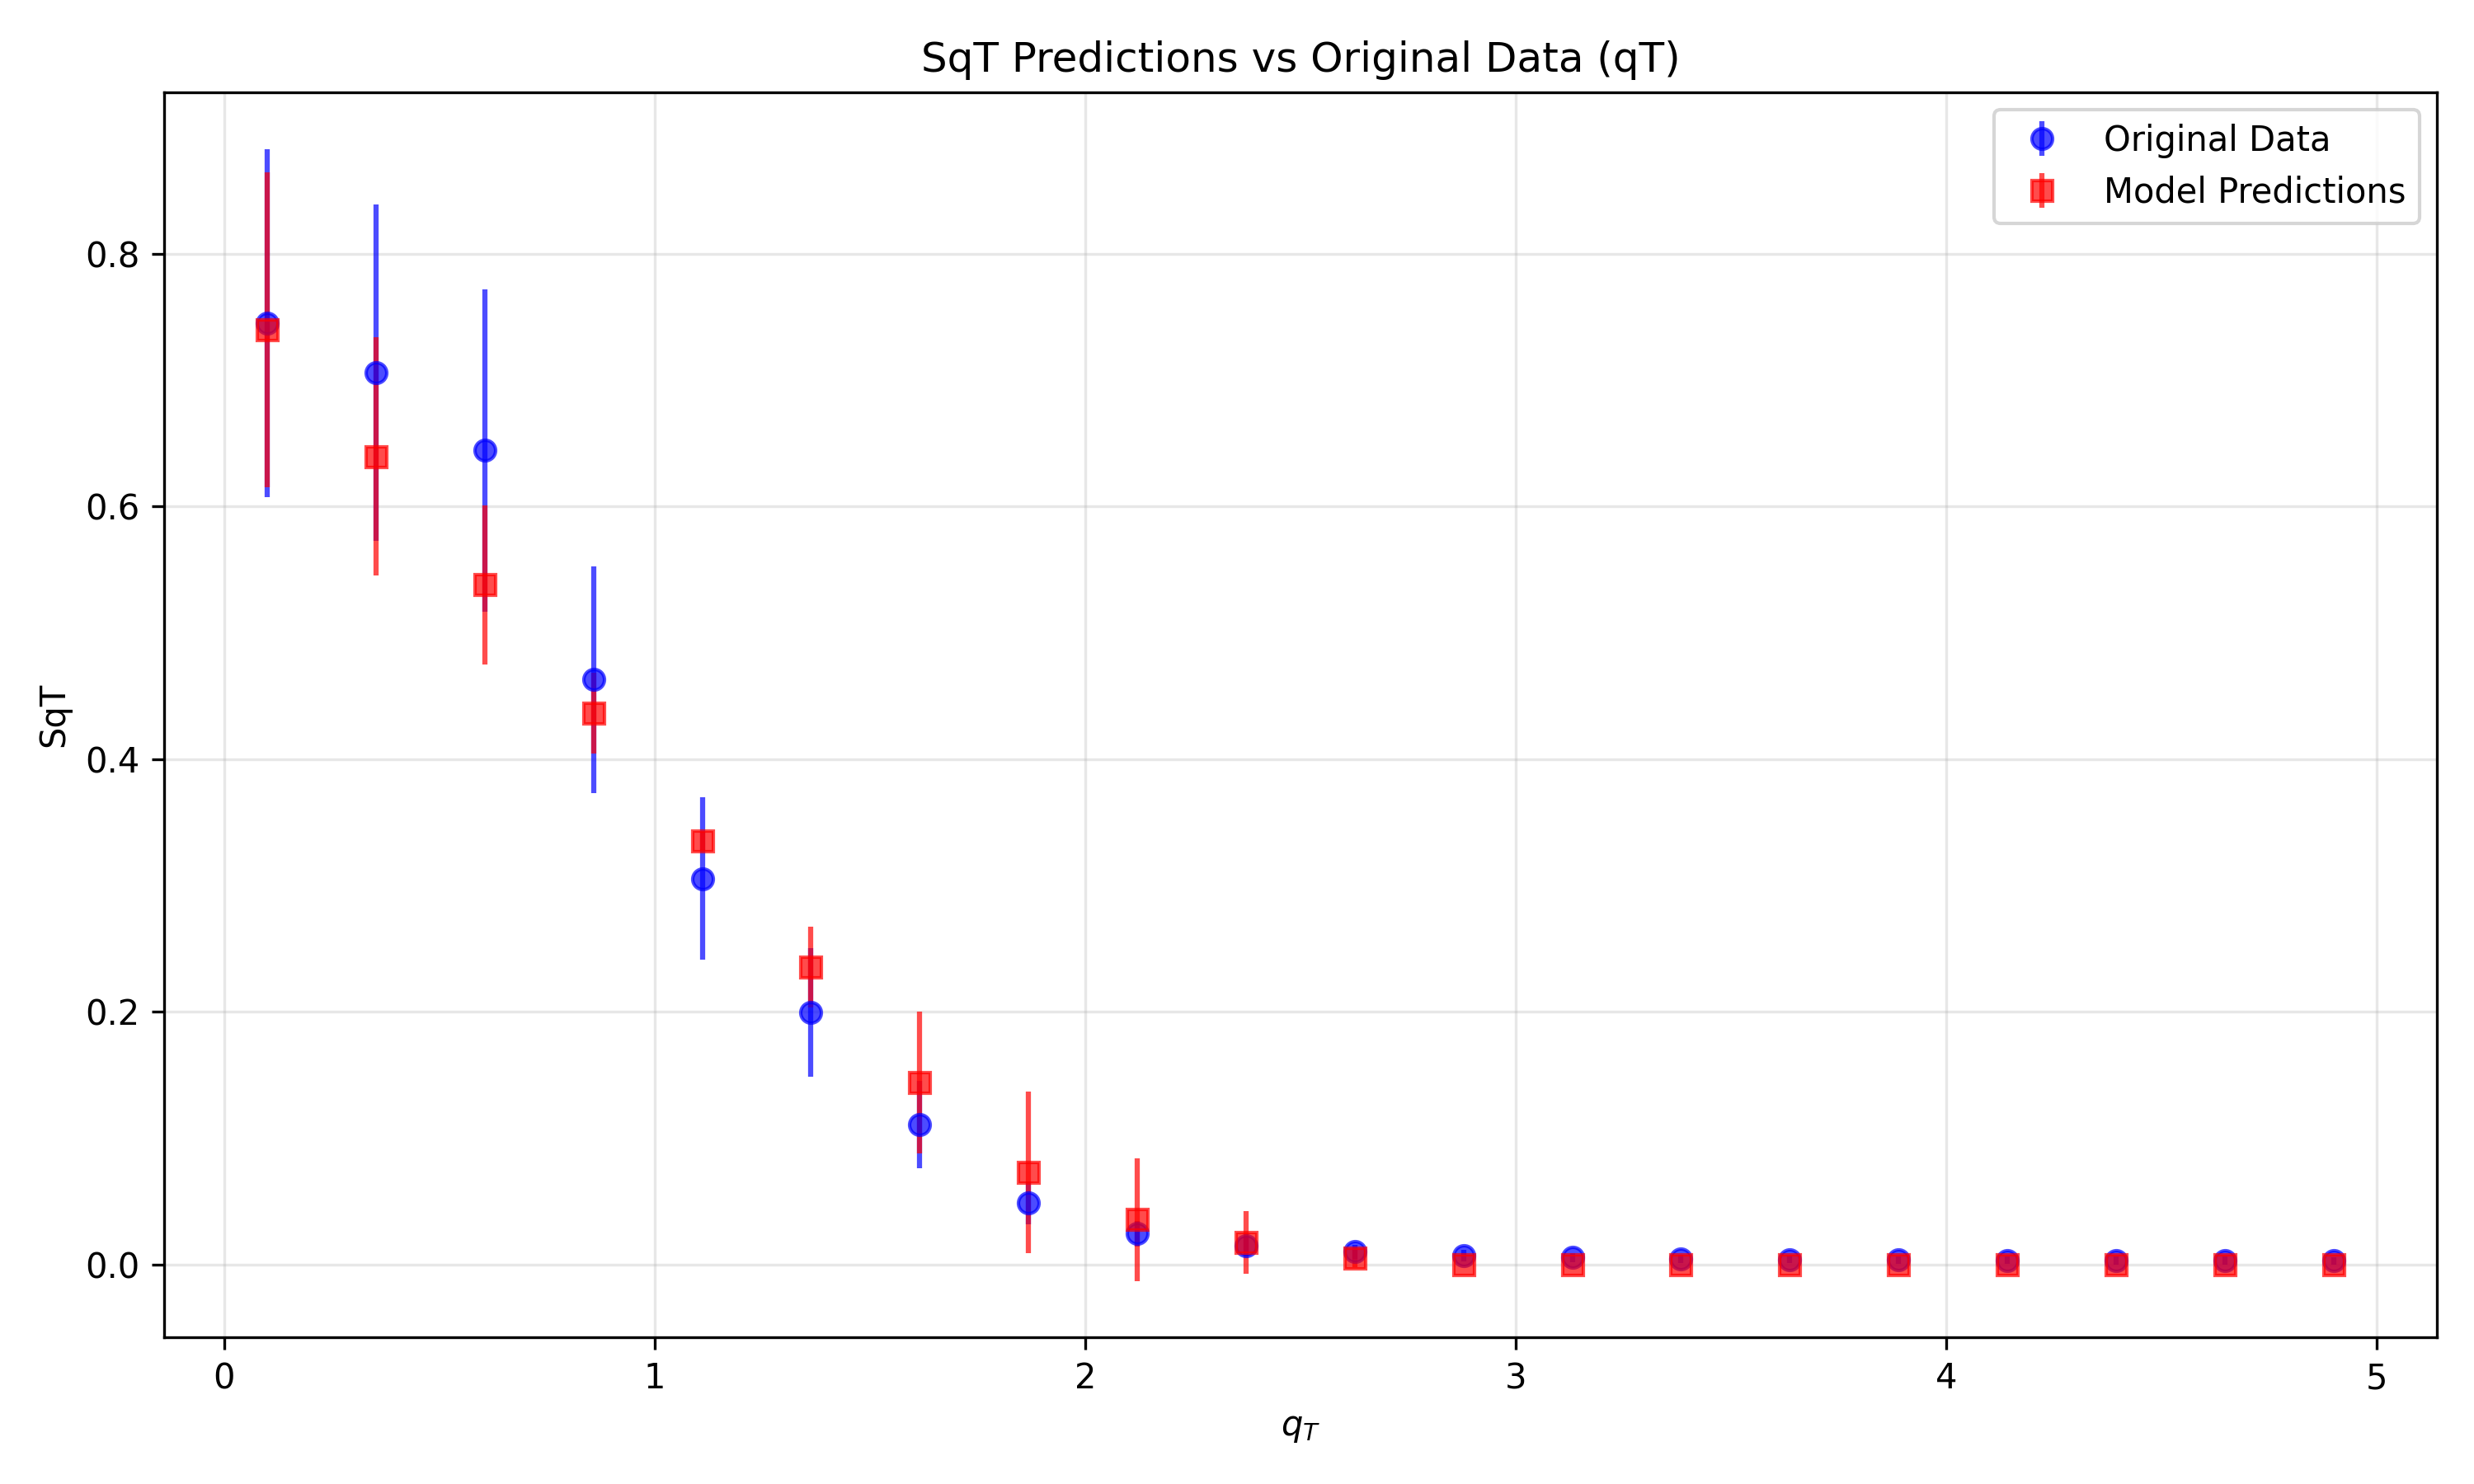 SqT Predictions vs Original Data (qT)
Original Data
Model Predictions
SqT
0.8
0.6
0.4
0.2
0.0
0 1 2 3 4 5
qT